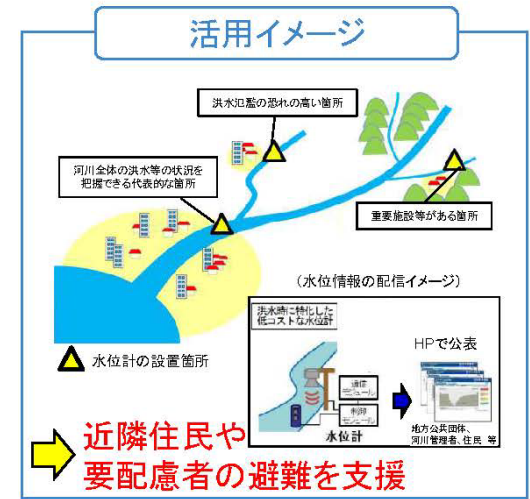 活用イメージ
洪水氾濫の恐れの高い箇所
河川全体の洪水等の状況を
把握できる代表的な箇所
重要施設等がある箇所
(水位情報の配信イメージ)
洪水時に特化した
低コストな水位計
HPで公表
通信
モジュール
制御
モジュール
水位計
地方公共団体、
河川管理者、住民 等
水位計の設置箇所
近隣住民や
要配慮者の避難を支援